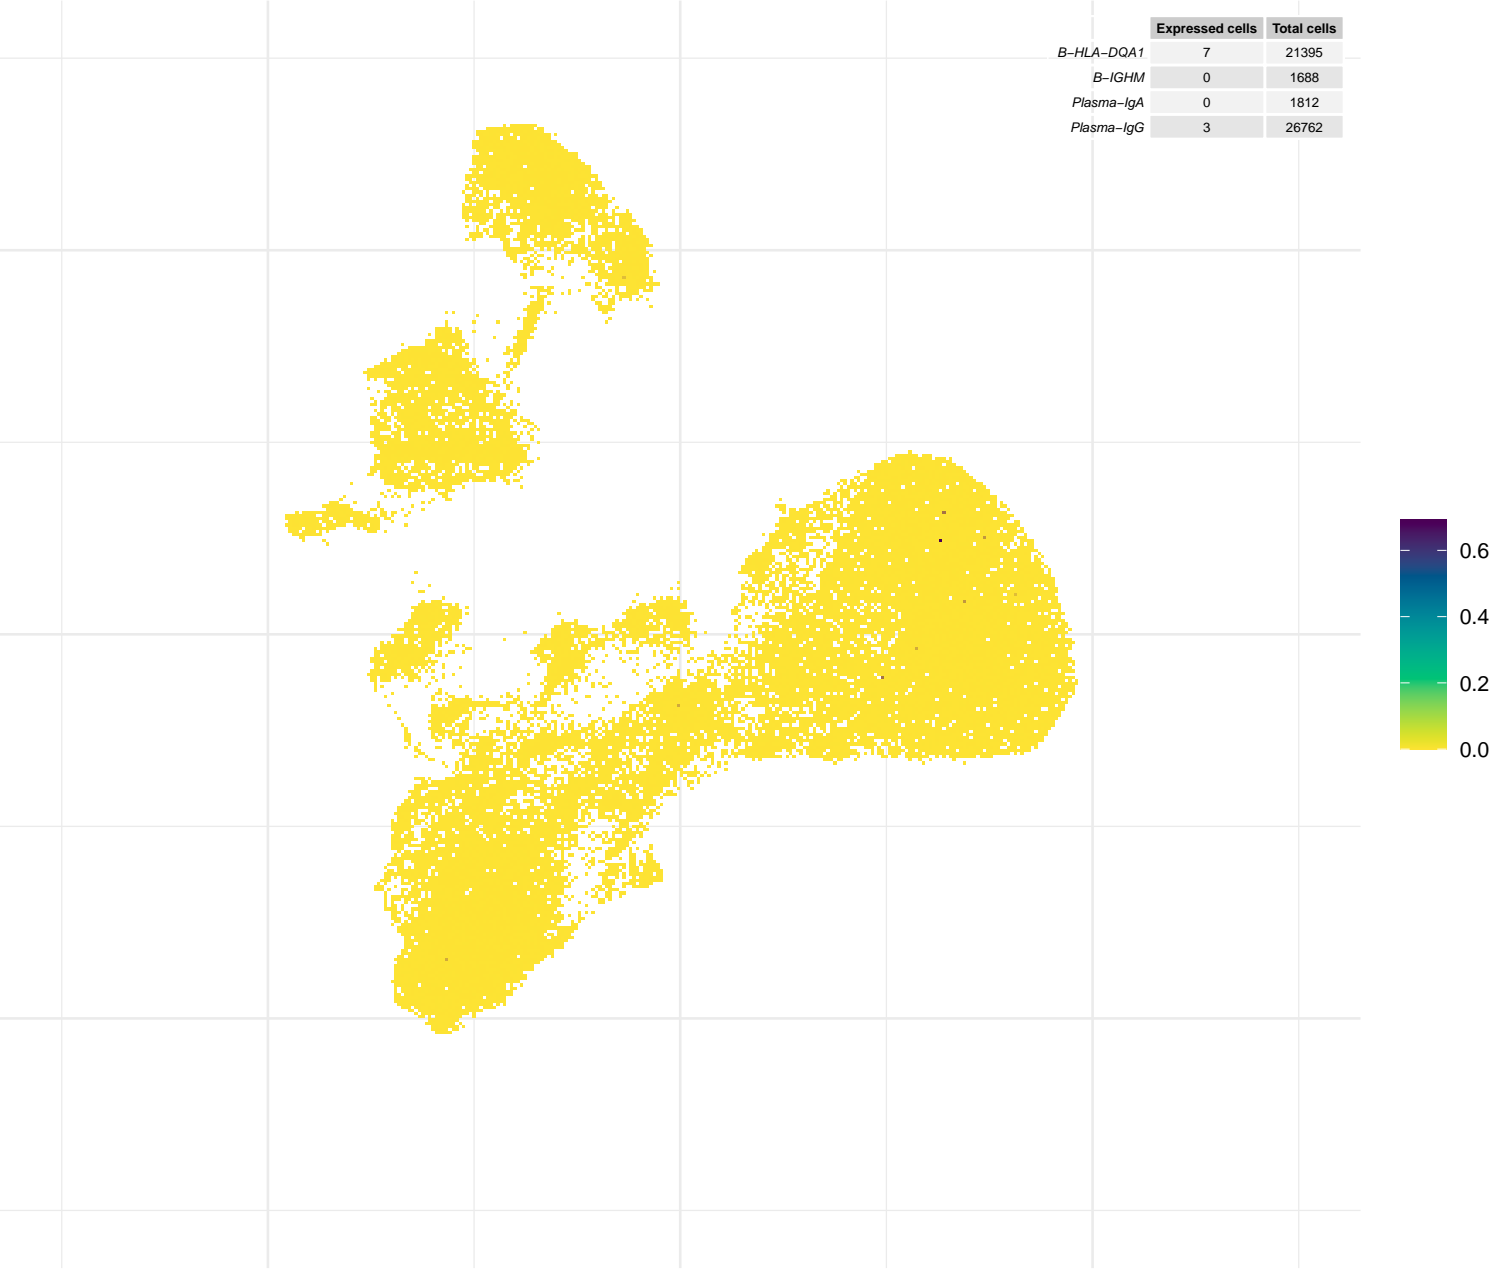 Expressed cells Total cells
B−HLA−DQA1 7 21395
B−IGHM 0 1688
Plasma−IgA 0 1812
Plasma−IgG 3 26762
0.6
0.4
0.2
0.0